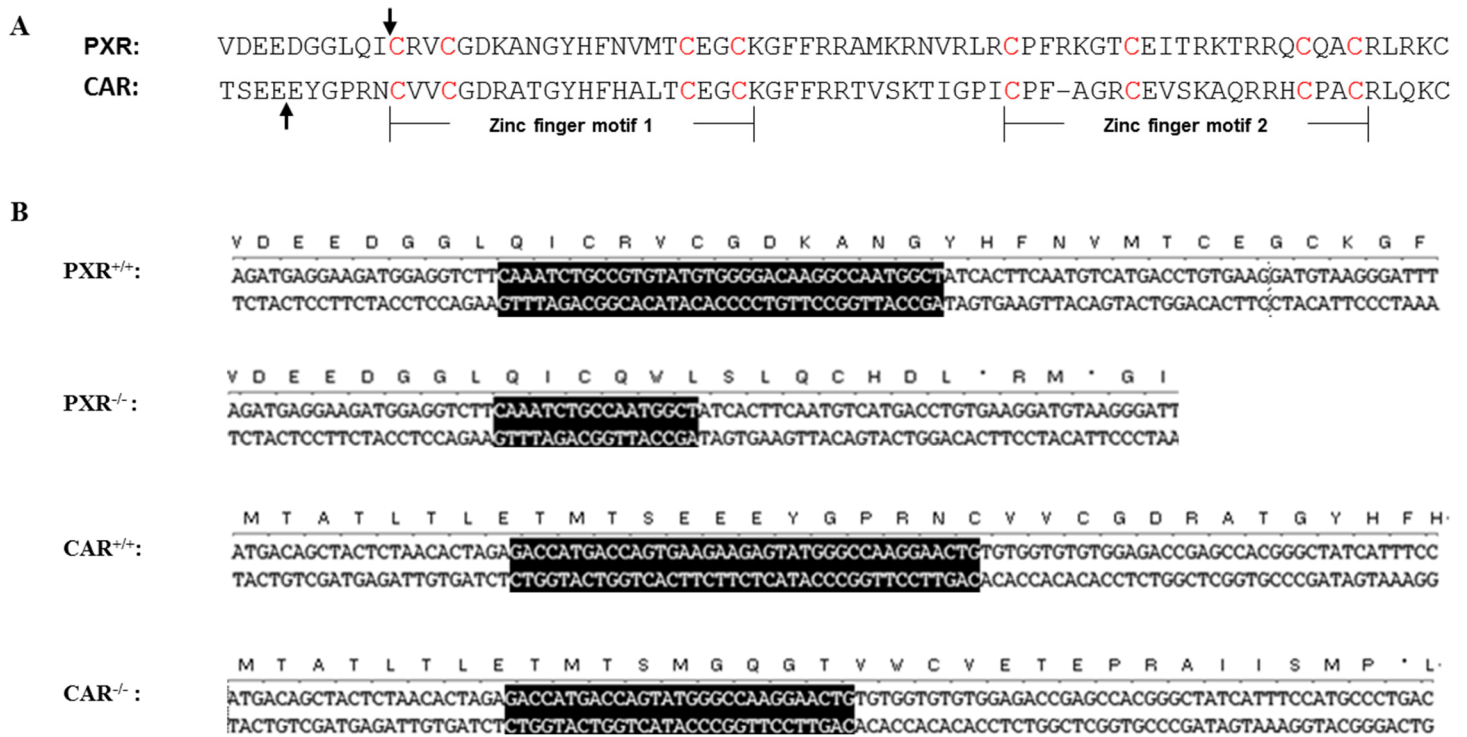 A
PXR: VDEEDGGLQICRVCGDKANGYHFNVMTCEGCKGFFRRAMKRNVRLRCPFRKGTCEITRKTRRQCQACRLRKC
CAR: TSEEEYGPRNCVVCGDRATGYHFHALTCEGCKGFFRRTVSKTIGPICPF-AGRCEVSKAQRRHCPACRLQKC
Zinc finger motif 1 Zinc finger motif 2
B
V D E E D G G L Q I C R V C G D K A N G Y H F N V M T C E G C K G F
PXR+/+: AGATGAGGAAGATGGAGGTCTTCAAATCTGCCGTGTATGTGGGGACAAGGCCAATGGCTATCACTTCAATGTCATGACCTGTGAAGGATGTAAGGGATTT
TCTACTCCTTCTACCTCCAGAAGTTTAGACGGCACATACACCCCTGTTCCGGTTACCGATAGTGAAGTTACAGTACTGGACACTTCCTACATTCCCTAAA
V D E E D G G L Q I C Q W L S L Q C H D L * R M * G I
PXR-/-: AGATGAGGAAGATGGAGGTCTTCAAATCTGCCAATGGCTATCACTTCAATGTCATGACCTGTGAAGGATGTAAGGGATT
TCTACTCCTTCTACCTCCAGAAGTTTAGACGGTTACCGATAGTGAAGTTACAGTACTGGACACTTCCTACATTCCCTAA
M T A T L T L E T M T S E E E Y G P R N C V V C G D R A T G Y H F H
CAR+/+: ATGACAGCTACTCTAACACTAGAGACCATGACCAGTGAAGAAGAGTATGGGCCAAGGAACTGTGTGGTGTGTGGAGACCGAGCCACGGGCTATCATTTCC
TACTGTCGATGAGATTGTGATCTCTGGTACTGGTCACTTCTTCTCATACCCGGTTCCTTGACACACCACACACCTCTGGCTCGGTGCCCGATAGTAAAGG
M T A T L T L E T M T S M G Q G T V W C V E T E P R A I I S M P * L
CAR-/-: ATGACAGCTACTCTAACACTAGAGACCATGACCAGTATGGGCCAAGGAACTGTGTGGTGTGTGGAGACCGAGCCACGGGCTATCATTTCCATGCCCTGAC
TACTGTCGATGAGATTGTGATCTCTGGTACTGGTCATACCCGGTTCCTTGACACACCACACACCTCTGGCTCGGTGCCCGATAGTAAAGGTACGGGACTG